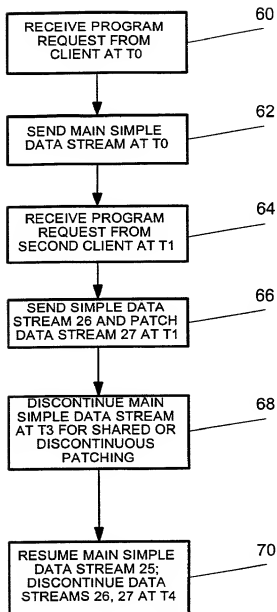 RECEIVE PROGRAM
REQUEST FROM
CLIENT AT T0
60
SEND MAIN SIMPLE
DATA STREAM AT T0
62
RECEIVE PROGRAM
REQUEST FROM
SECOND CLIENT AT T1
64
SEND SIMPLE DATA
STREAM 26 AND PATCH
DATA STREAM 27 AT T1
66
DISCONTINUE MAIN
SIMPLE DATA STREAM
AT T3 FOR SHARED OR
DISCONTINUOUS
PATCHING
68
RESUME MAIN SIMPLE
DATA STREAM 25;
DISCONTINUE DATA
STREAMS 26, 27 AT T4
70